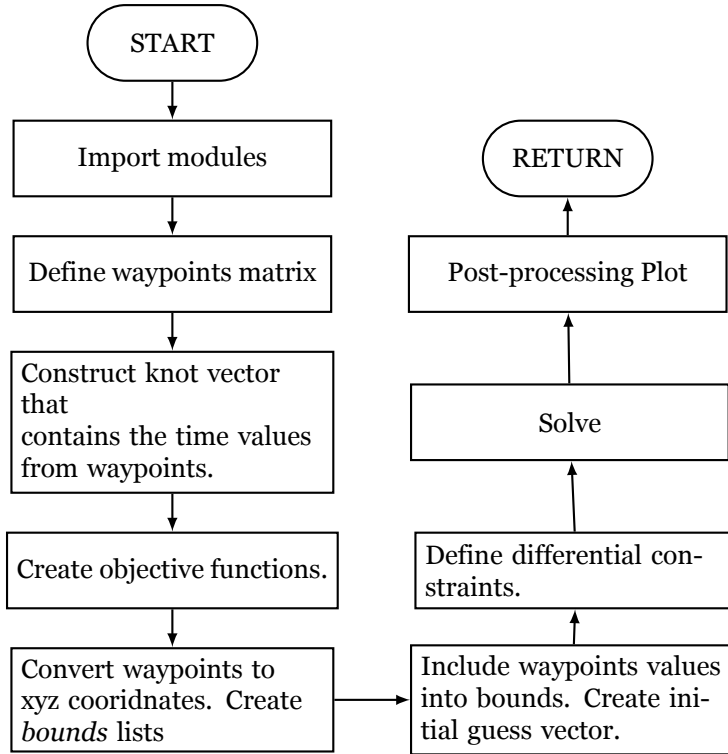 START
Import modules
Define waypoints matrix
Construct knot vector
that
contains the time values
from waypoints.
Create objective functions.
Convert waypoints to
xyz cooridnates. Create
bounds lists
Include waypoints values
into bounds. Create ini-
tial guess vector.
Define differential con-
straints.
Solve
Post-processing Plot
RETURN